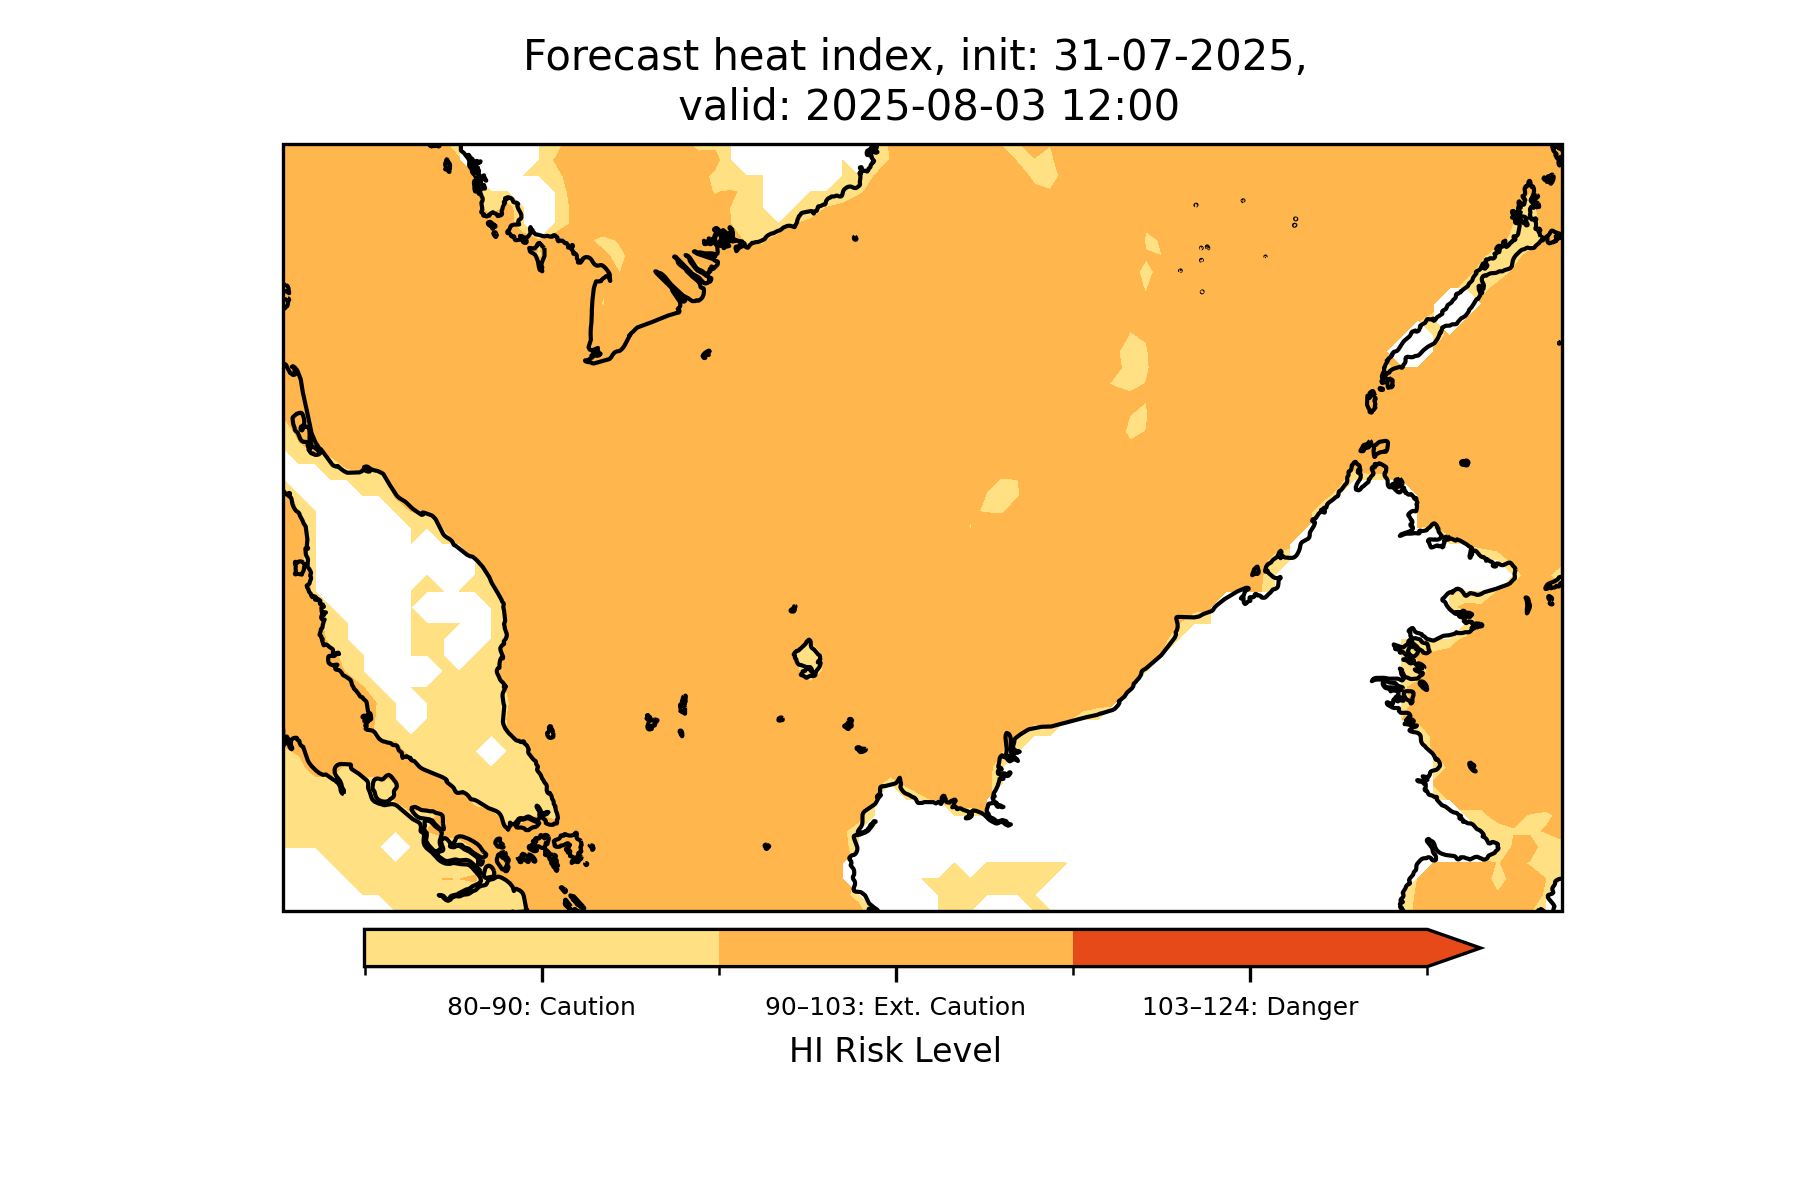 Forecast heat index, init: 31-07-2025,
valid: 2025-08-03 12:00
80–90: Caution
90–103: Ext. Caution
103–124: Danger
HI Risk Level